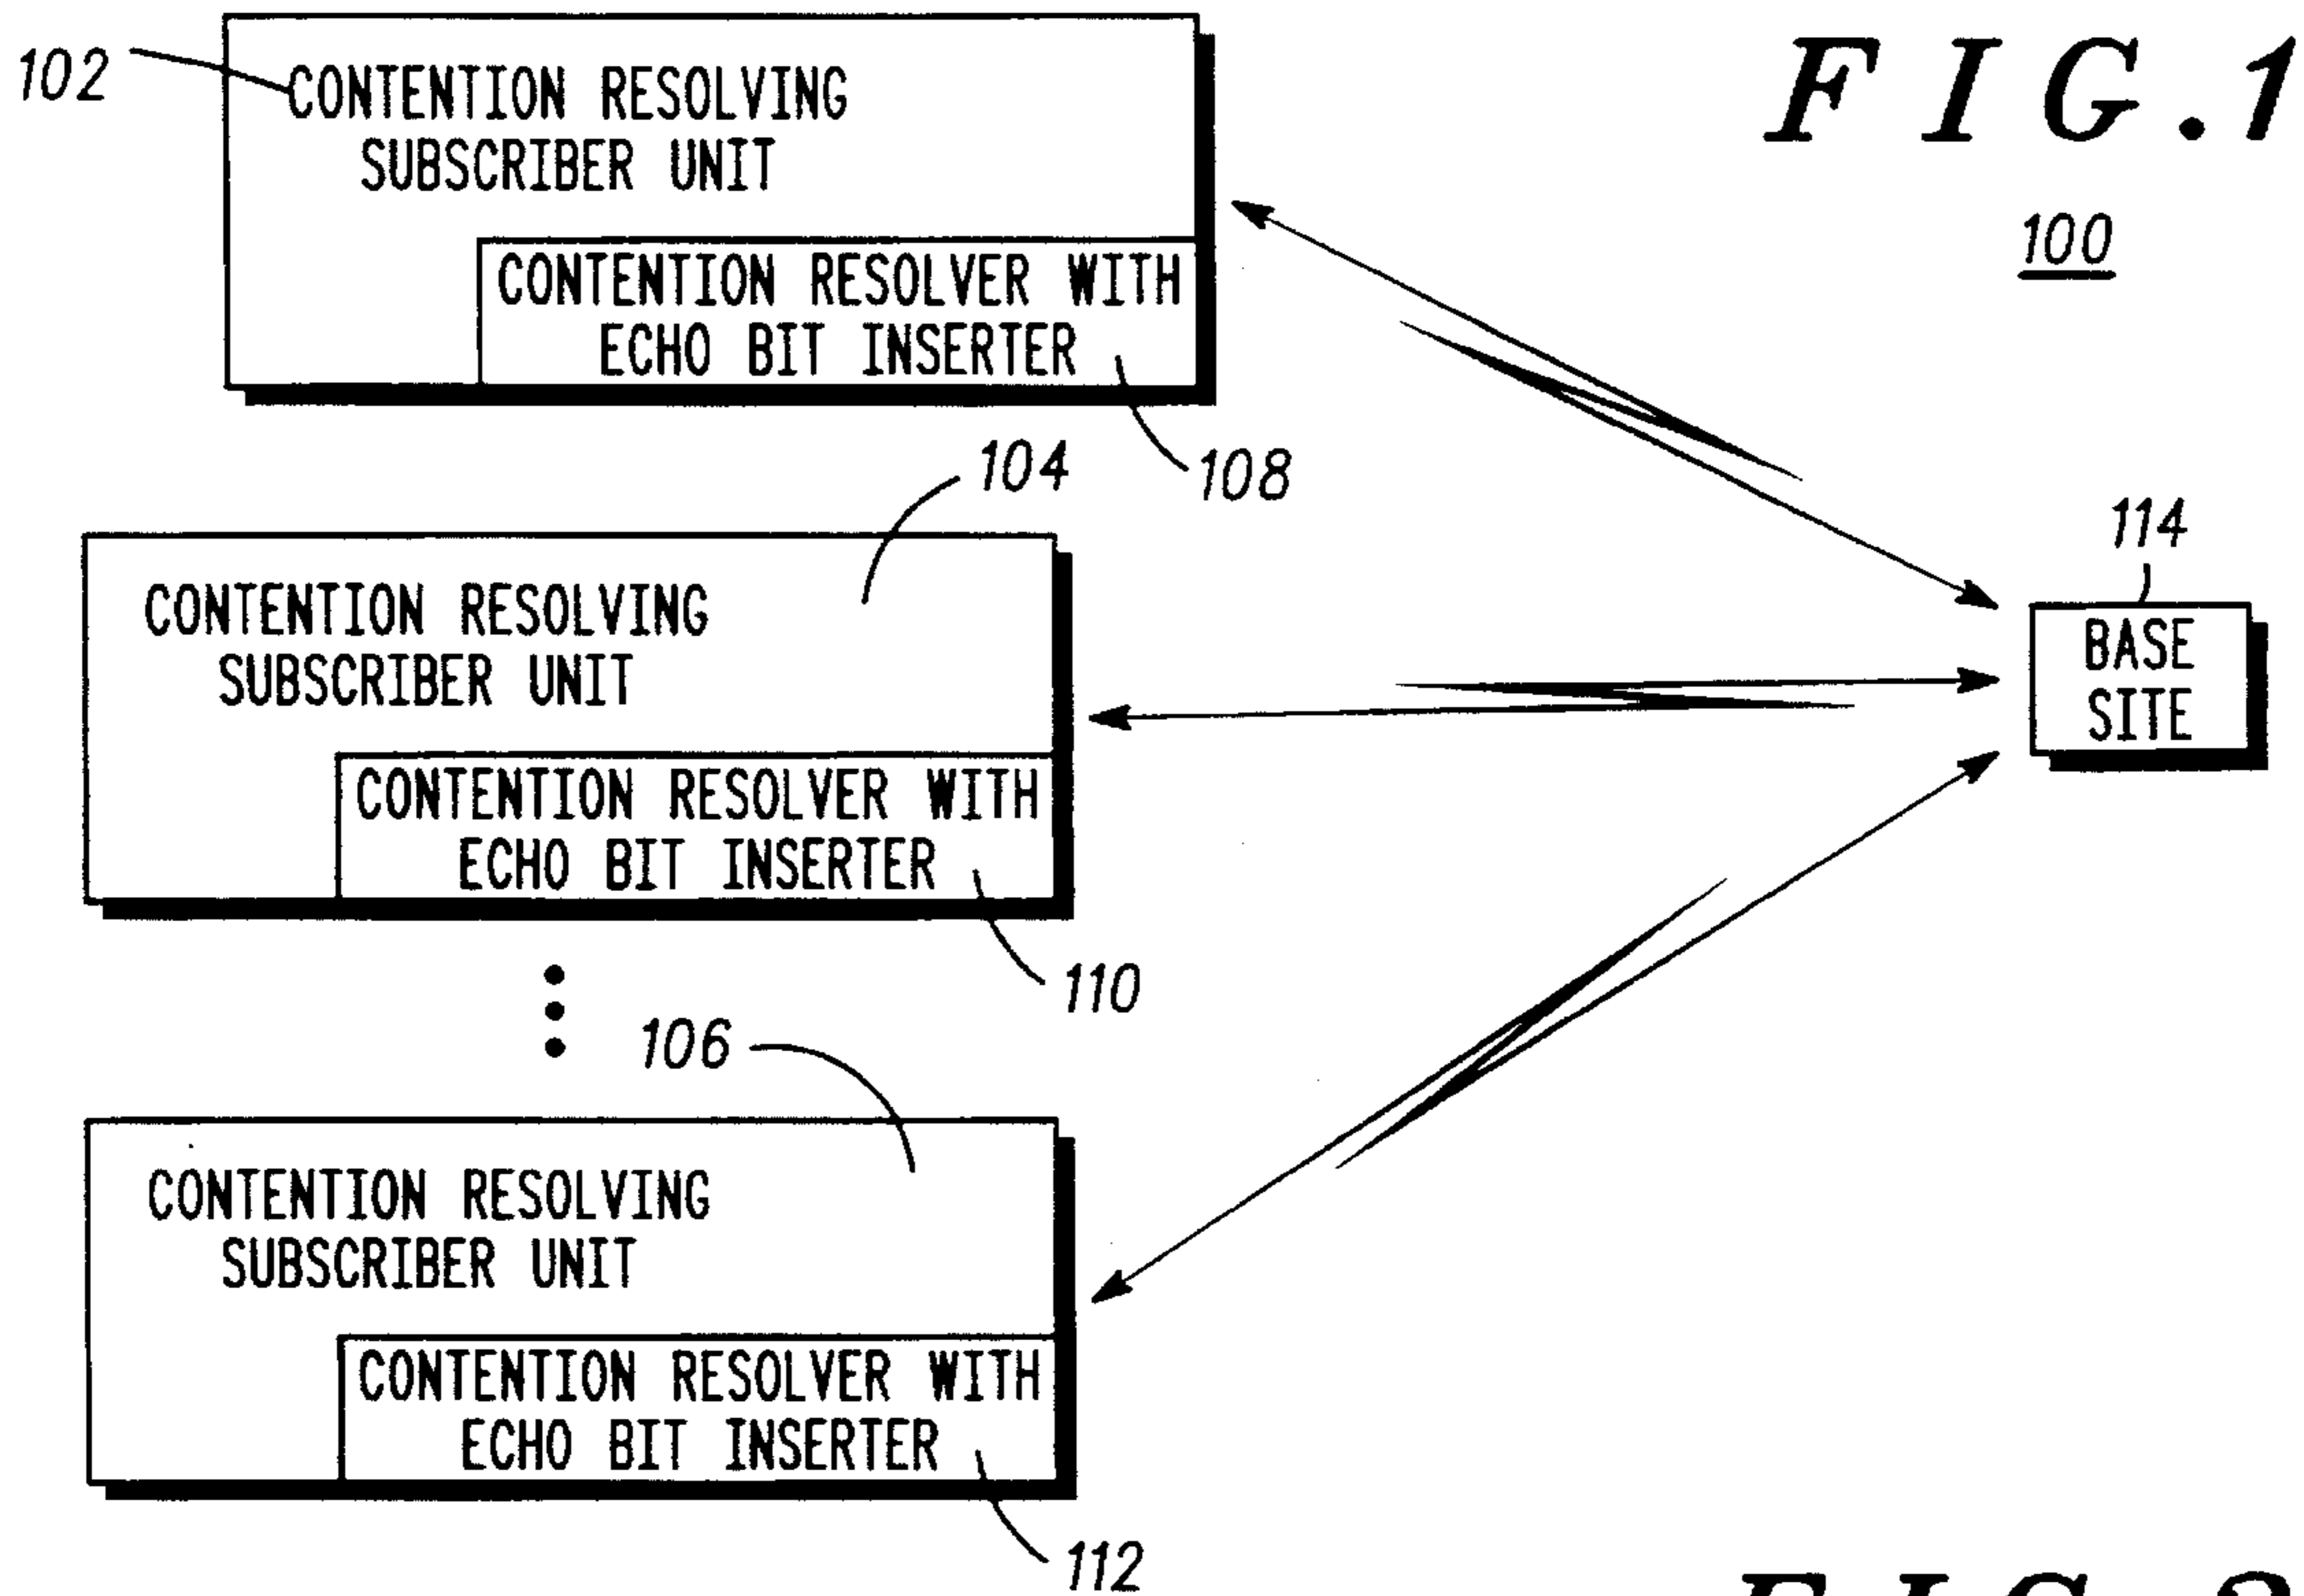 FIG.1
100
102
CONTENTION RESOLVING
SUBSCRIBER UNIT
CONTENTION RESOLVER WITH
ECHO BIT INSERTER
108
104
CONTENTION RESOLVING
SUBSCRIBER UNIT
CONTENTION RESOLVER WITH
ECHO BIT INSERTER
110
114
BASE
SITE
106
CONTENTION RESOLVING
SUBSCRIBER UNIT
CONTENTION RESOLVER WITH
ECHO BIT INSERTER
112